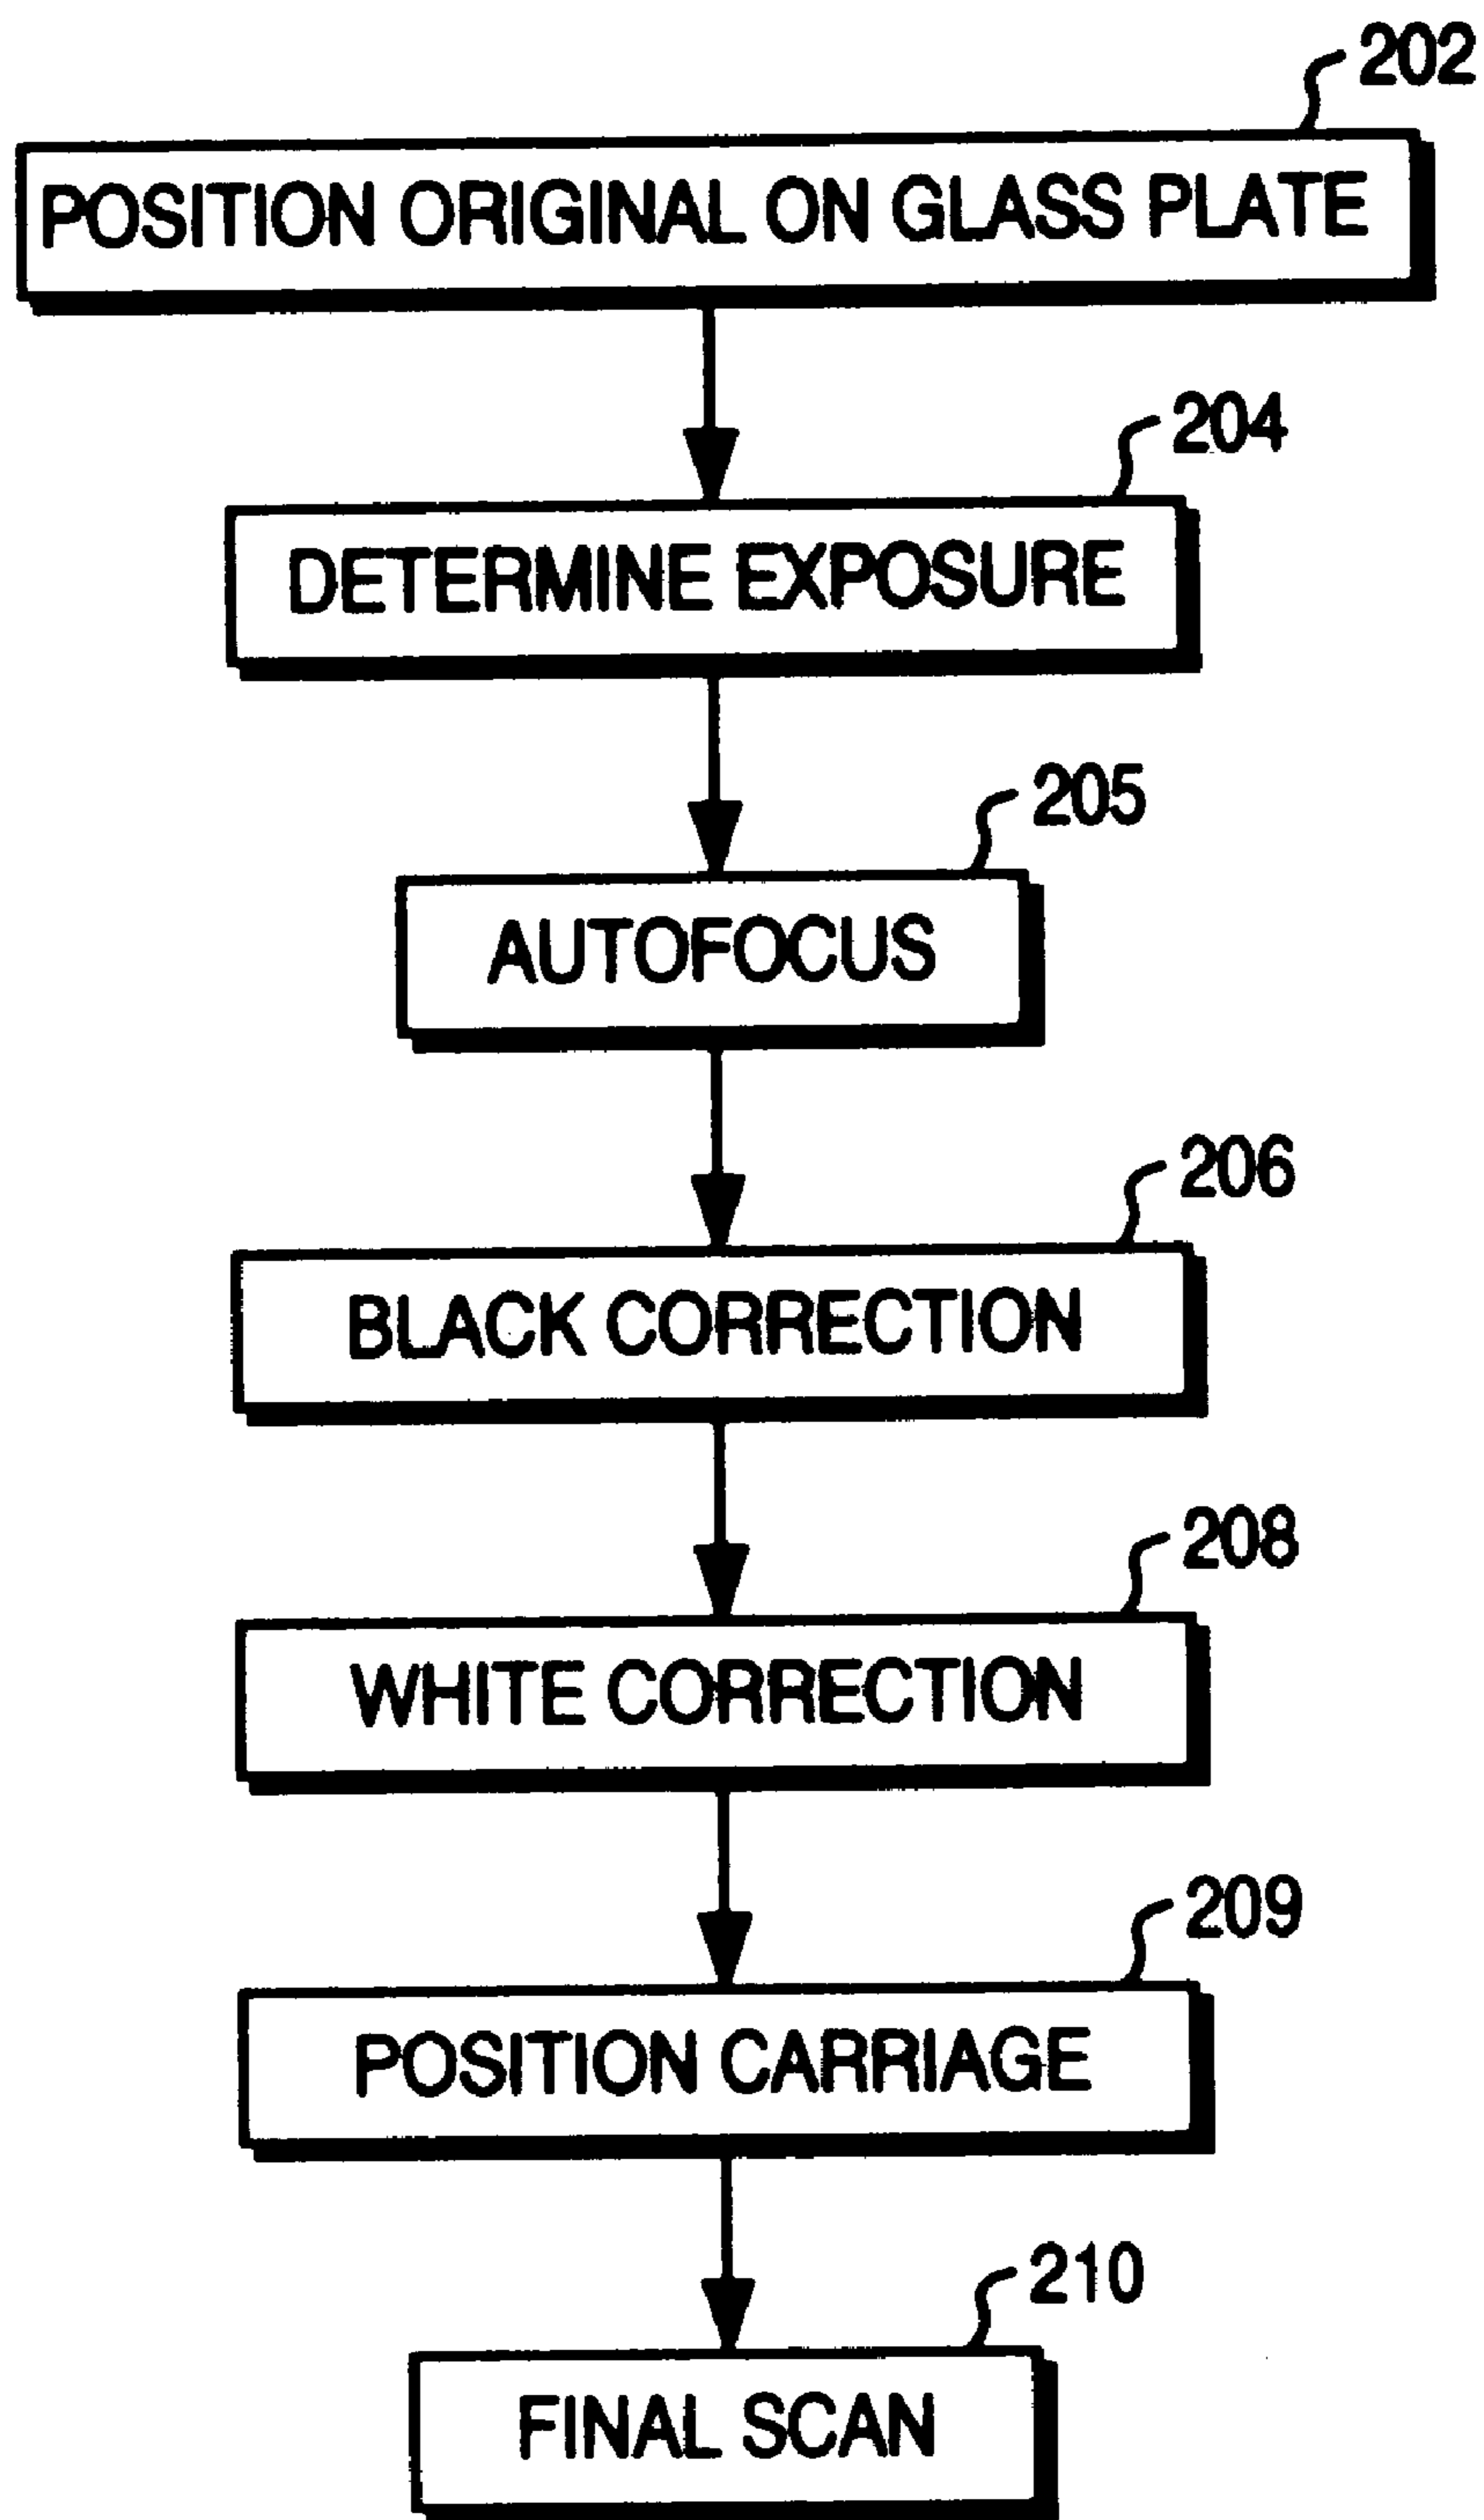 202
POSITION ORIGINAL ON GLASS PLATE
204
DETERMINE EXPOSURE
205
AUTOFOCUS
206
BLACK CORRECTION
208
WHITE CORRECTION
209
POSITION CARRIAGE
210
FINAL SCAN